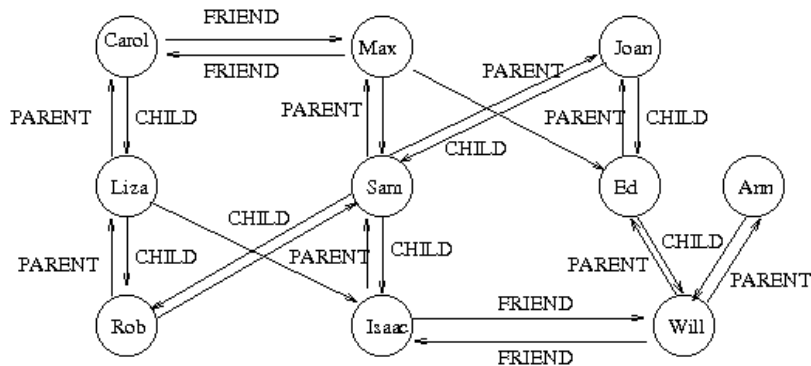 FRIEND
Carol
Max
Joan
FRIEND
PARENT
PARENT
CHILD
PARENT
PARENT
CHILD
CHILD
Liza
Sam
Ed
Ann
CHILD
CHILD
PARENT
CHILD
PARENT
CHILD
PARENT
PARENT
FRIEND
Rob
Isaac
Will
FRIEND